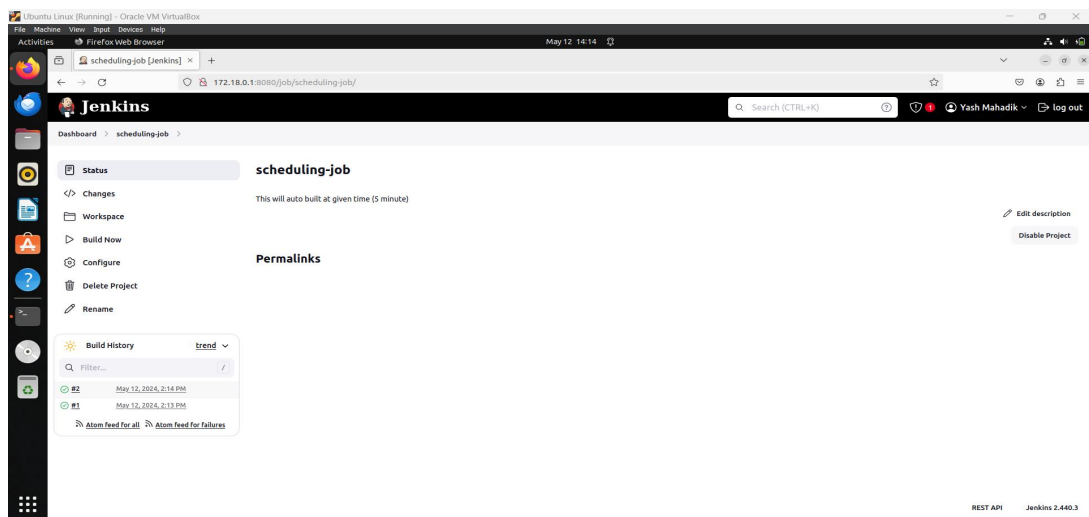 Ubuntu Linux [Running] - Oracle VM VirtualBox
File Machine View Input Devices Help
Activities Firefox Web Browser May 12 14:14
scheduling-job [Jenkins] × +
172.18.0.1:8080/job/scheduling-job/
Jenkins Search (CTRL+K) ? 1 Yash Mahadik log out
Dashboard > scheduling-job >
Status
Changes
Workspace
Build Now
Configure
Delete Project
Rename
scheduling-job
This will auto built at given time (5 minute)
Edit description
Disable Project
Permalinks
Build History trend
Filter... /
#2 May 12, 2024, 2:14 PM
#1 May 12, 2024, 2:13 PM
Atom feed for all Atom feed for failures
REST API Jenkins 2.440.3